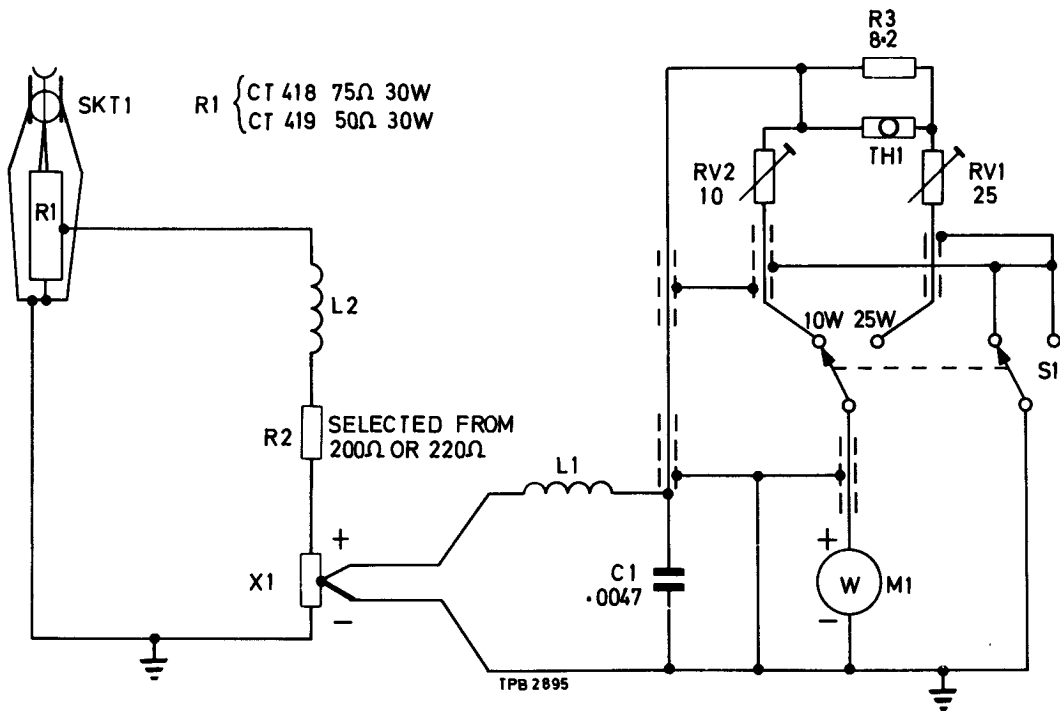 R3
8·2
SKT1
R1 { CT 418 75Ω 30W
CT 419 50Ω 30W
TH1
RV2
10
RV1
25
R1
L2
10W 25W
S1
R2
SELECTED FROM
200Ω OR 220Ω
L1
+
X1
−
C1
·0047
+
W
M1
−
TPB 2895